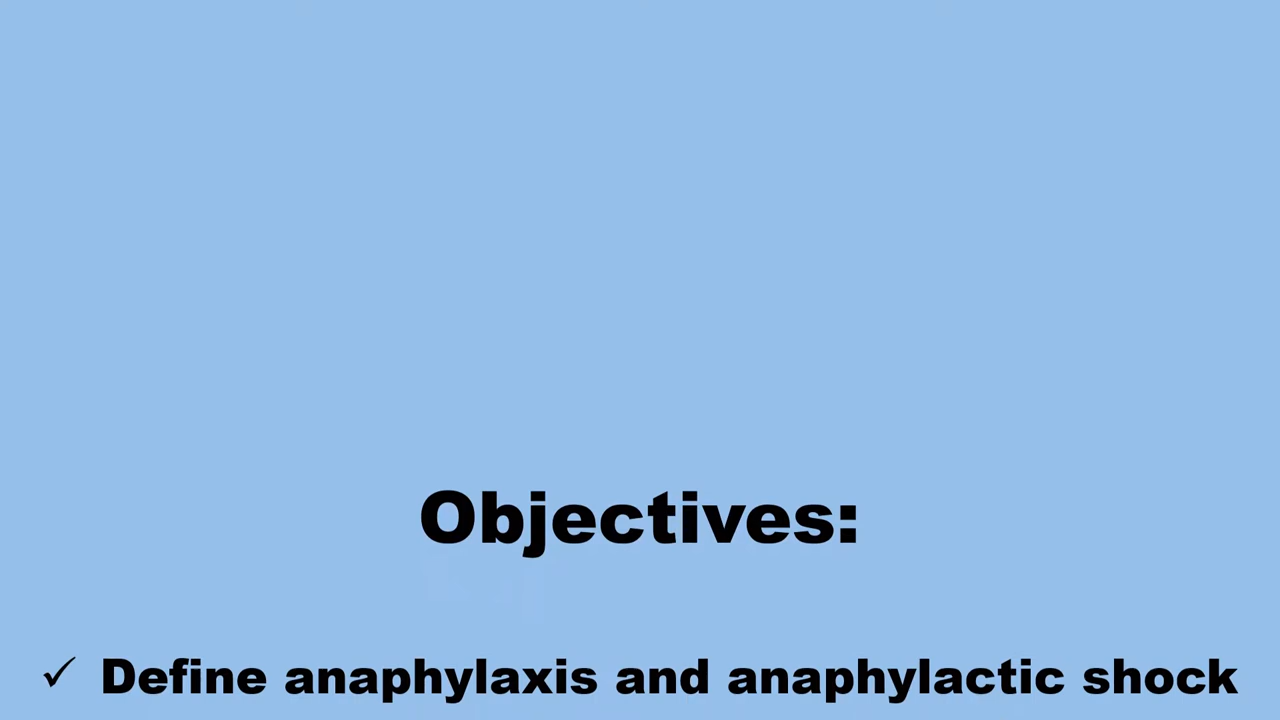 Objectives:
✓ Define anaphylaxis and anaphylactic shock